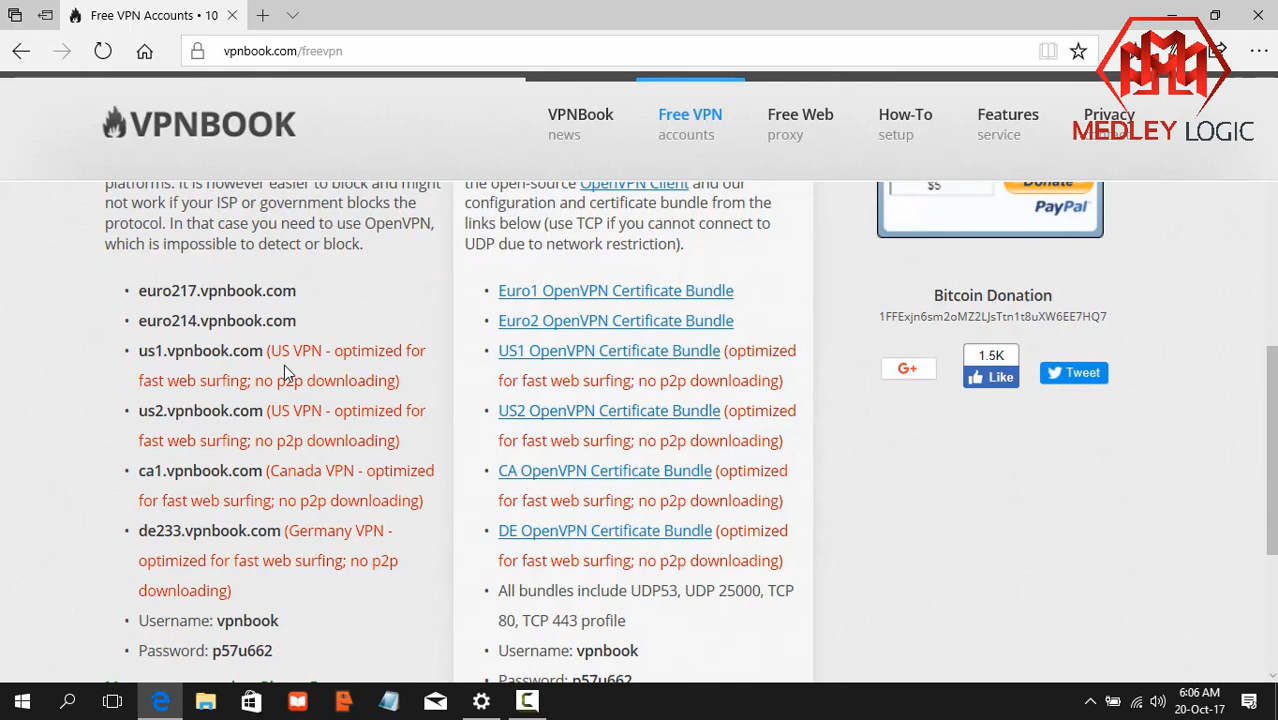 Free VPN Accounts • 10
vpnbook.com/freevpn
MEDLEY LOGIC
VPNBOOK
VPNBook
news
Free VPN
accounts
Free Web
proxy
How-To
setup
Features
service
Privacy
platforms. It is however easier to block and might
not work if your ISP or government blocks the
protocol. In that case you need to use OpenVPN,
which is impossible to detect or block.
• euro217.vpnbook.com
• euro214.vpnbook.com
• us1.vpnbook.com (US VPN - optimized for
fast web surfing; no p2p downloading)
• us2.vpnbook.com (US VPN - optimized for
fast web surfing; no p2p downloading)
• ca1.vpnbook.com (Canada VPN - optimized
for fast web surfing; no p2p downloading)
• de233.vpnbook.com (Germany VPN -
optimized for fast web surfing; no p2p
downloading)
• Username: vpnbook
• Password: p57u662
the open-source OpenVPN Client and our
configuration and certificate bundle from the
links below (use TCP if you cannot connect to
UDP due to network restriction).
• Euro1 OpenVPN Certificate Bundle
• Euro2 OpenVPN Certificate Bundle
• US1 OpenVPN Certificate Bundle (optimized
for fast web surfing; no p2p downloading)
• US2 OpenVPN Certificate Bundle (optimized
for fast web surfing; no p2p downloading)
• CA OpenVPN Certificate Bundle (optimized
for fast web surfing; no p2p downloading)
• DE OpenVPN Certificate Bundle (optimized
for fast web surfing; no p2p downloading)
• All bundles include UDP53, UDP 25000, TCP
80, TCP 443 profile
• Username: vpnbook
• Password: p57u662
$5
Donate
PayPal
Bitcoin Donation
1FFExjn6sm2oMZ2LJsTtn1t8uXW6EE7HQ7
G+
1.5K
Like
Tweet
6:06 AM
20-Oct-17